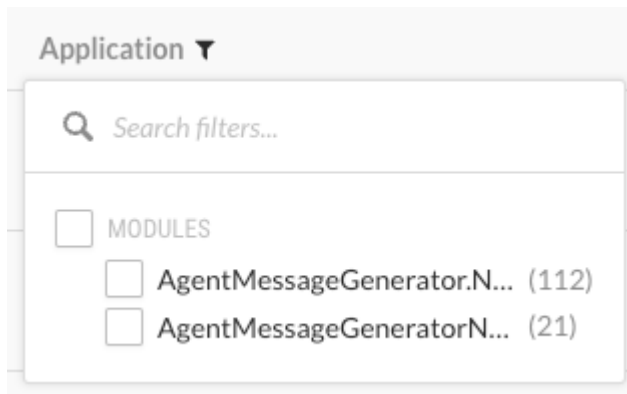 Application
Search filters...
MODULES
AgentMessageGenerator.N... (112)
AgentMessageGeneratorN... (21)